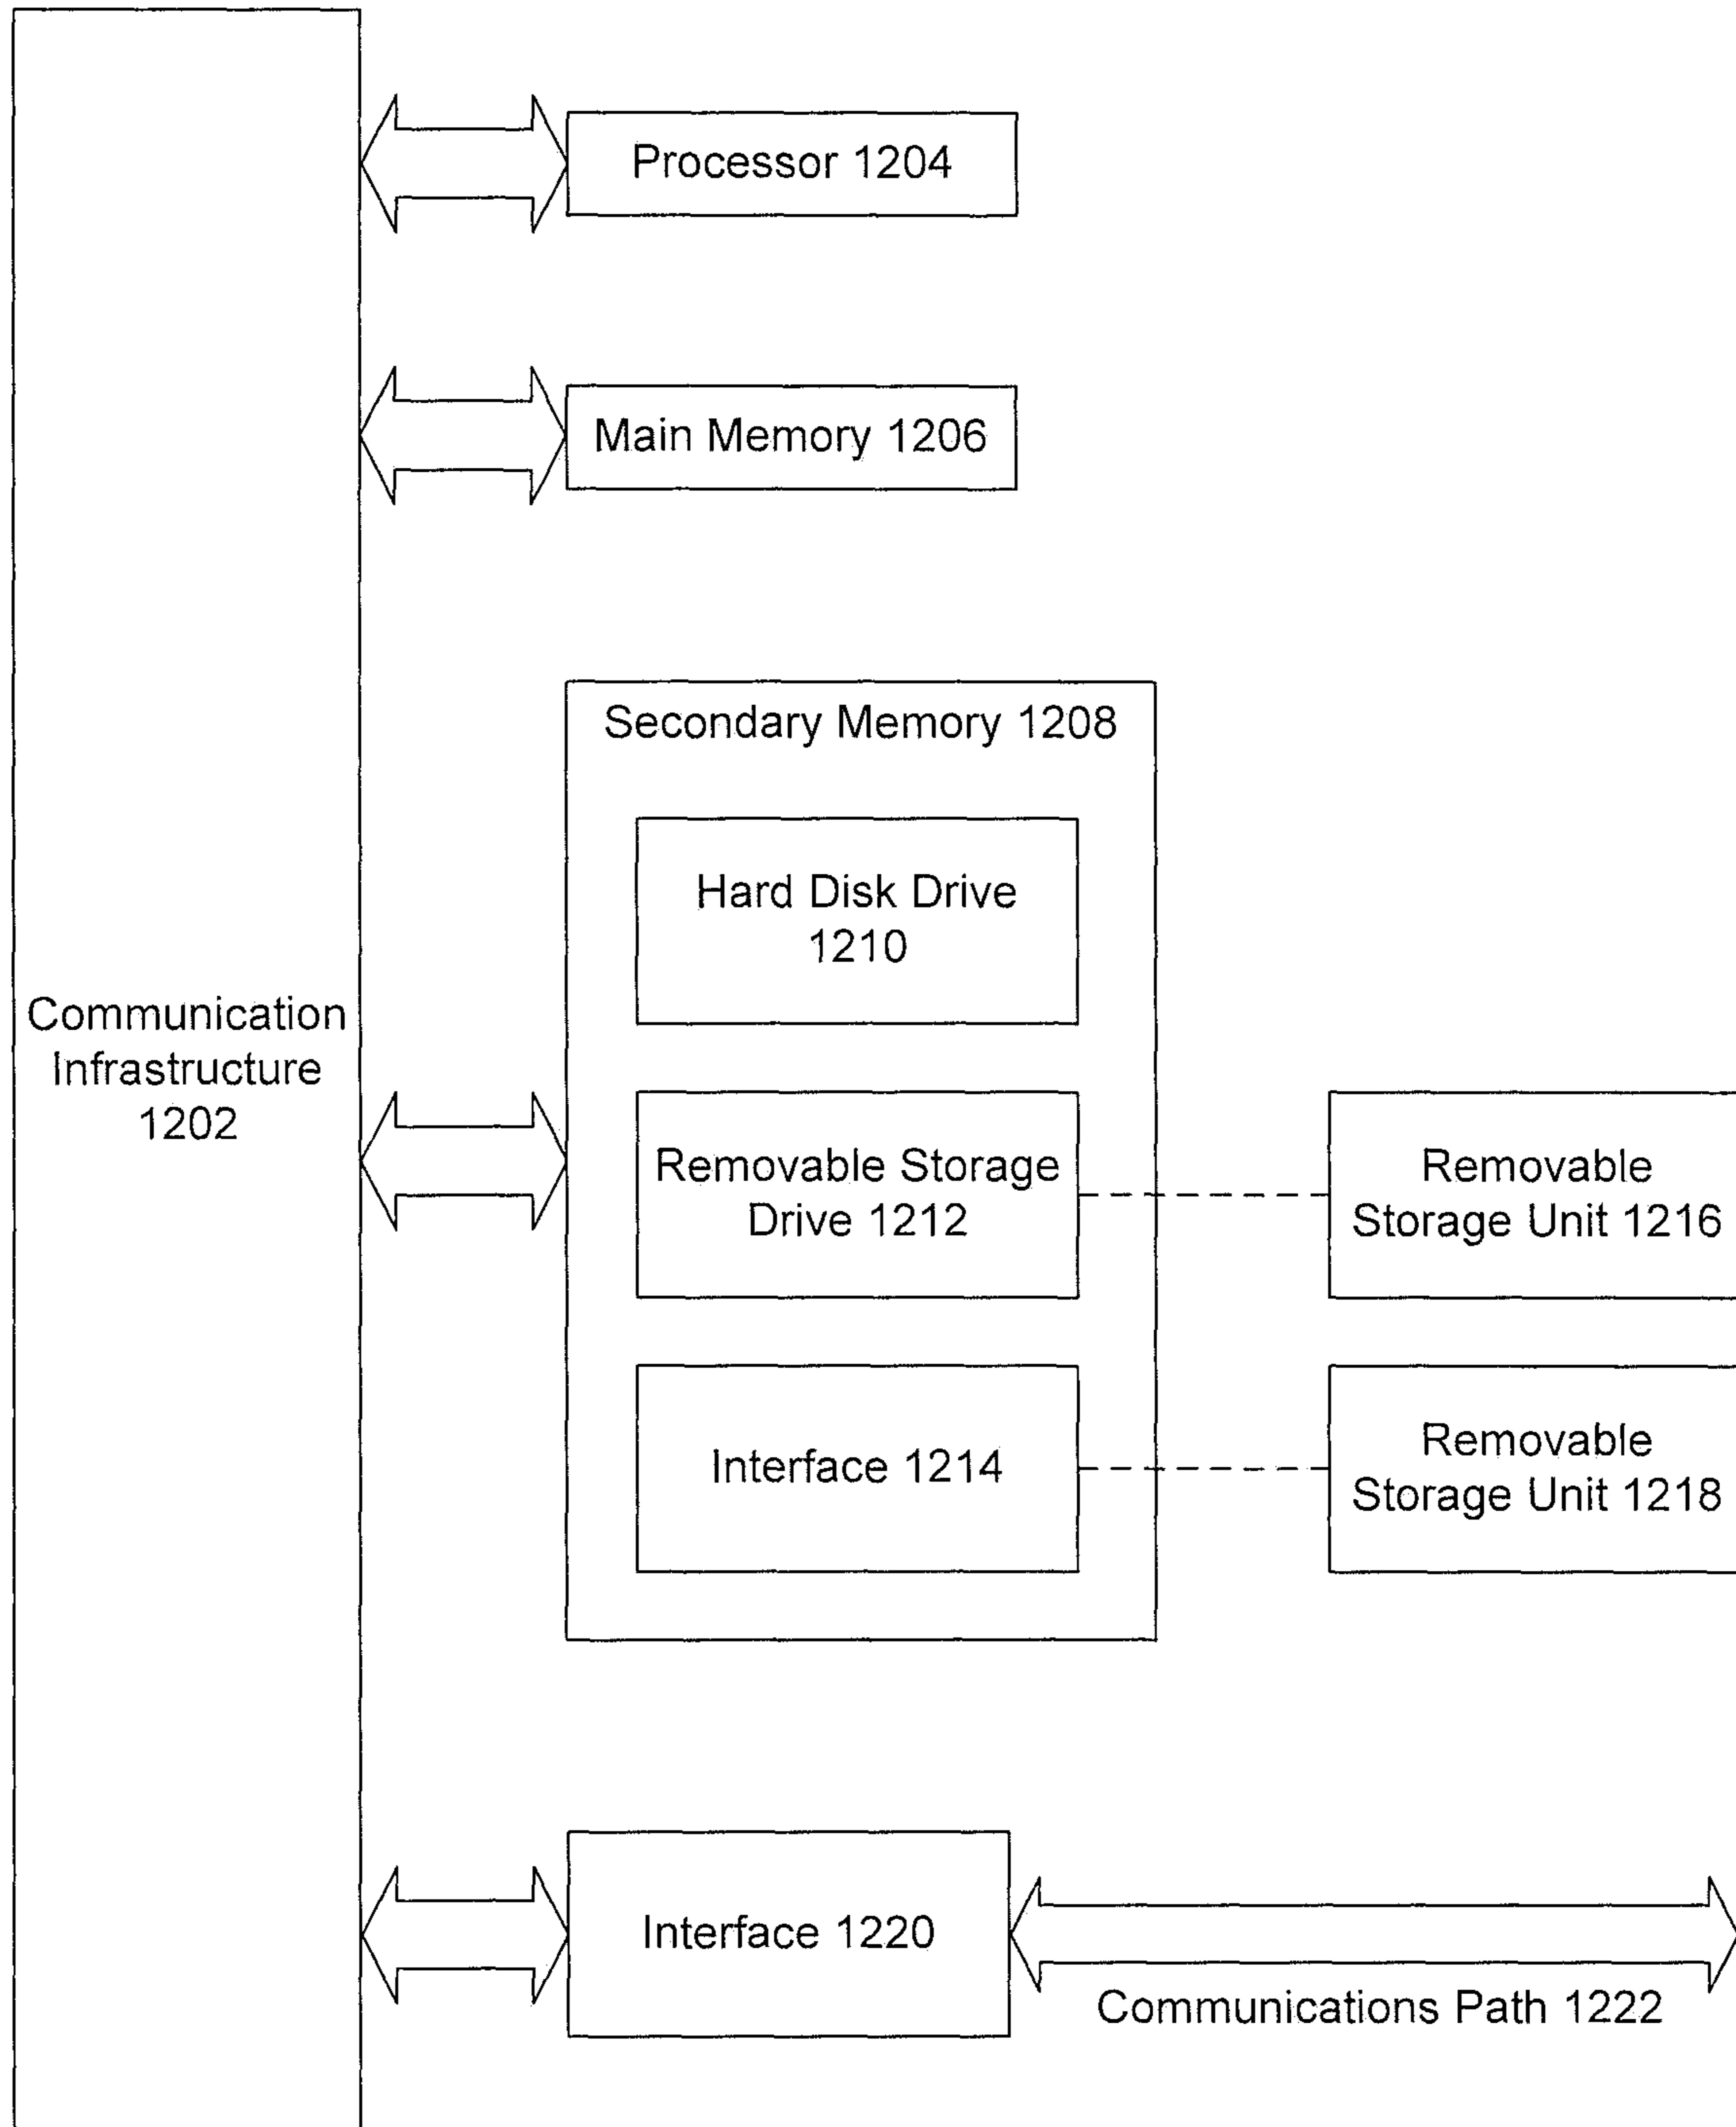 Processor 1204
Main Memory 1206
Secondary Memory 1208
Hard Disk Drive
1210
Communication
Infrastructure
1202
Removable Storage
Drive 1212
Removable
Storage Unit 1216
Interface 1214
Removable
Storage Unit 1218
Interface 1220
Communications Path 1222